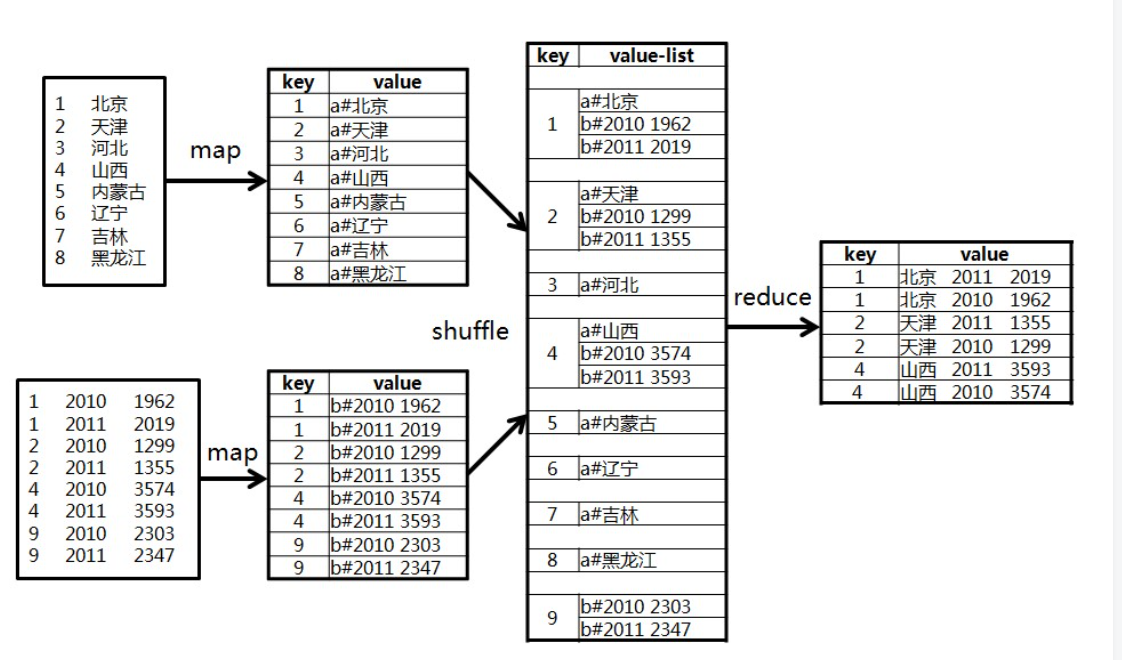 1 北京
2 天津
3 河北
4 山西
5 内蒙古
6 辽宁
7 吉林
8 黑龙江
map
key value
1 a#北京
2 a#天津
3 a#河北
4 a#山西
5 a#内蒙古
6 a#辽宁
7 a#吉林
8 a#黑龙江
1 2010 1962
1 2011 2019
2 2010 1299
2 2011 1355
4 2010 3574
4 2011 3593
9 2010 2303
9 2011 2347
map
key value
1 b#2010 1962
1 b#2011 2019
2 b#2010 1299
2 b#2011 1355
4 b#2010 3574
4 b#2011 3593
9 b#2010 2303
9 b#2011 2347
shuffle
key value-list
1
a#北京
b#2010 1962
b#2011 2019
2
a#天津
b#2010 1299
b#2011 1355
3 a#河北
4
a#山西
b#2010 3574
b#2011 3593
5 a#内蒙古
6 a#辽宁
7 a#吉林
8 a#黑龙江
9
b#2010 2303
b#2011 2347
reduce
key value
1 北京 2011 2019
1 北京 2010 1962
2 天津 2011 1355
2 天津 2010 1299
4 山西 2011 3593
4 山西 2010 3574